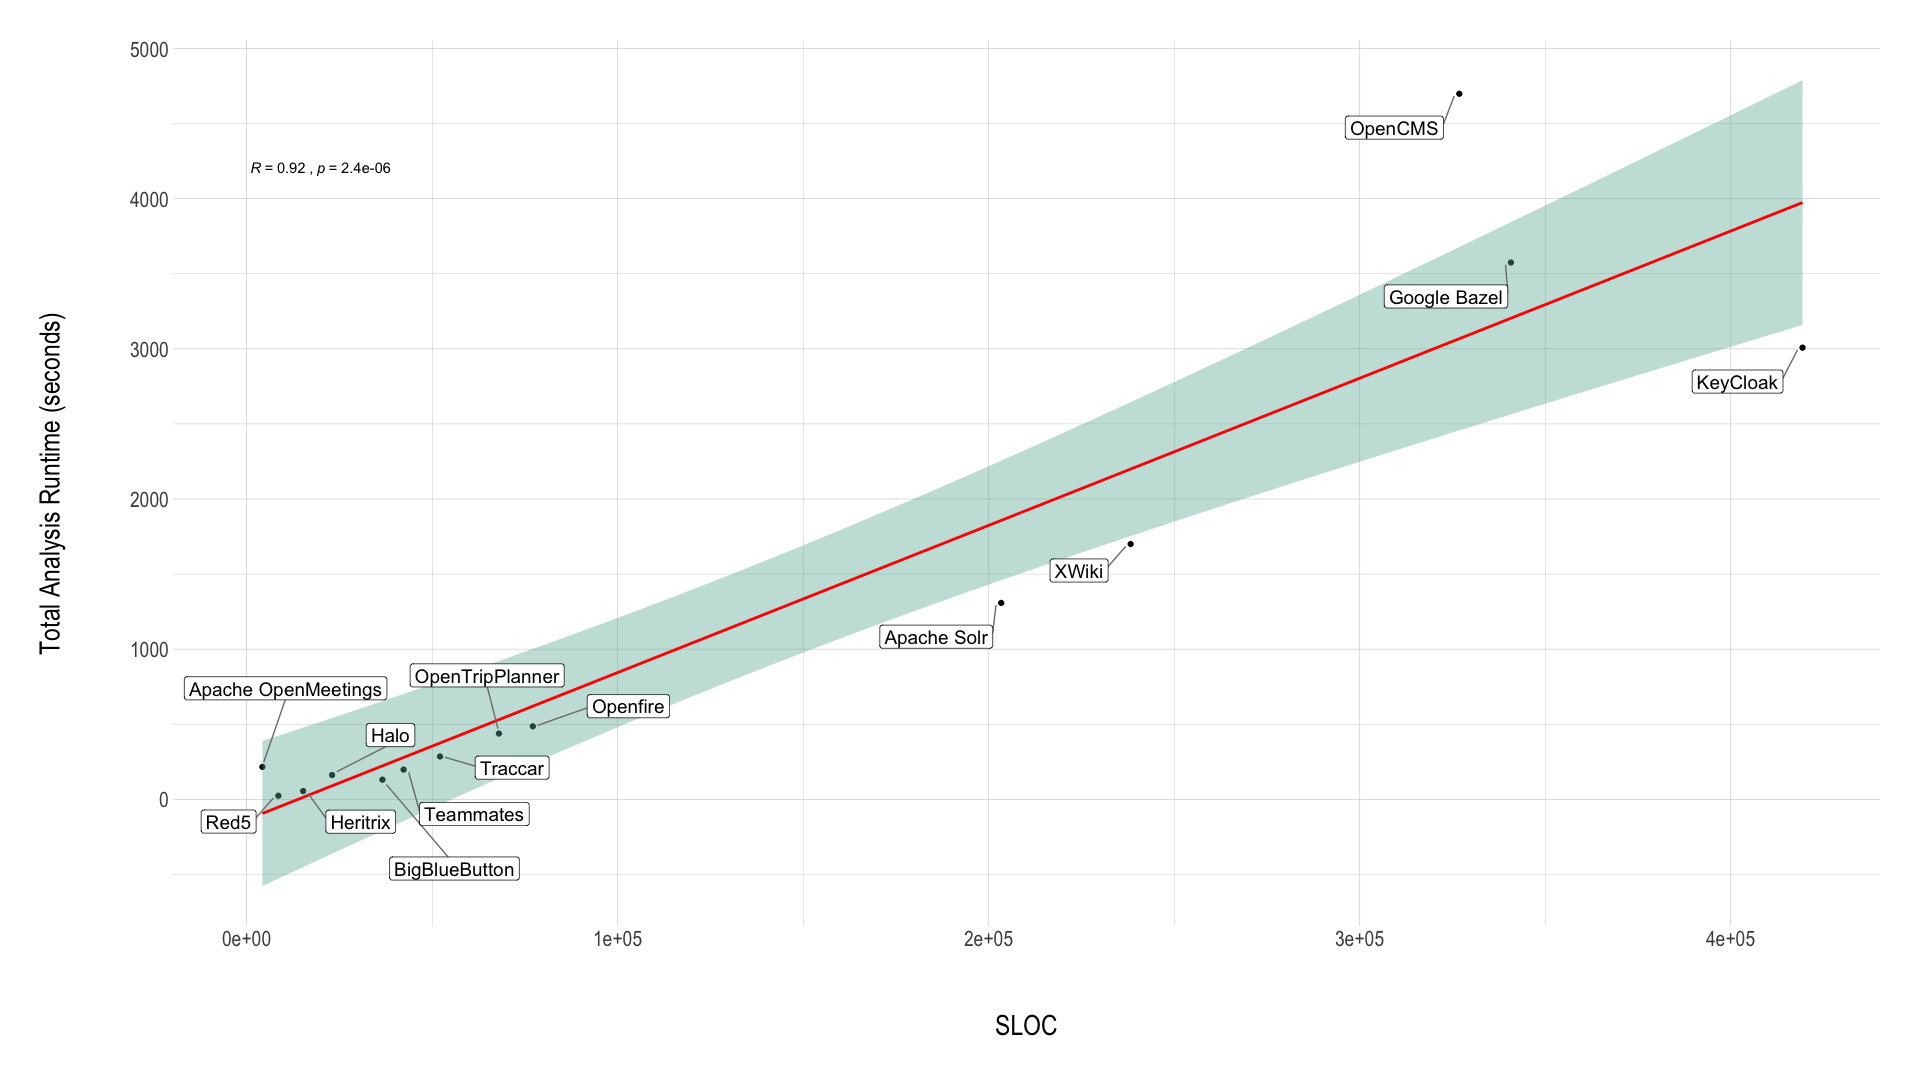 5000
OpenCMS
R = 0.92 , p = 2.4e-06
4000
Google Bazel
3000
KeyCloak
2000
XWiki
Apache Solr
1000
OpenTripPlanner
Apache OpenMeetings
Openfire
Halo
Traccar
0
Teammates
Red5
Heritrix
BigBlueButton
Total Analysis Runtime (seconds)
0e+00 1e+05 2e+05 3e+05 4e+05
SLOC